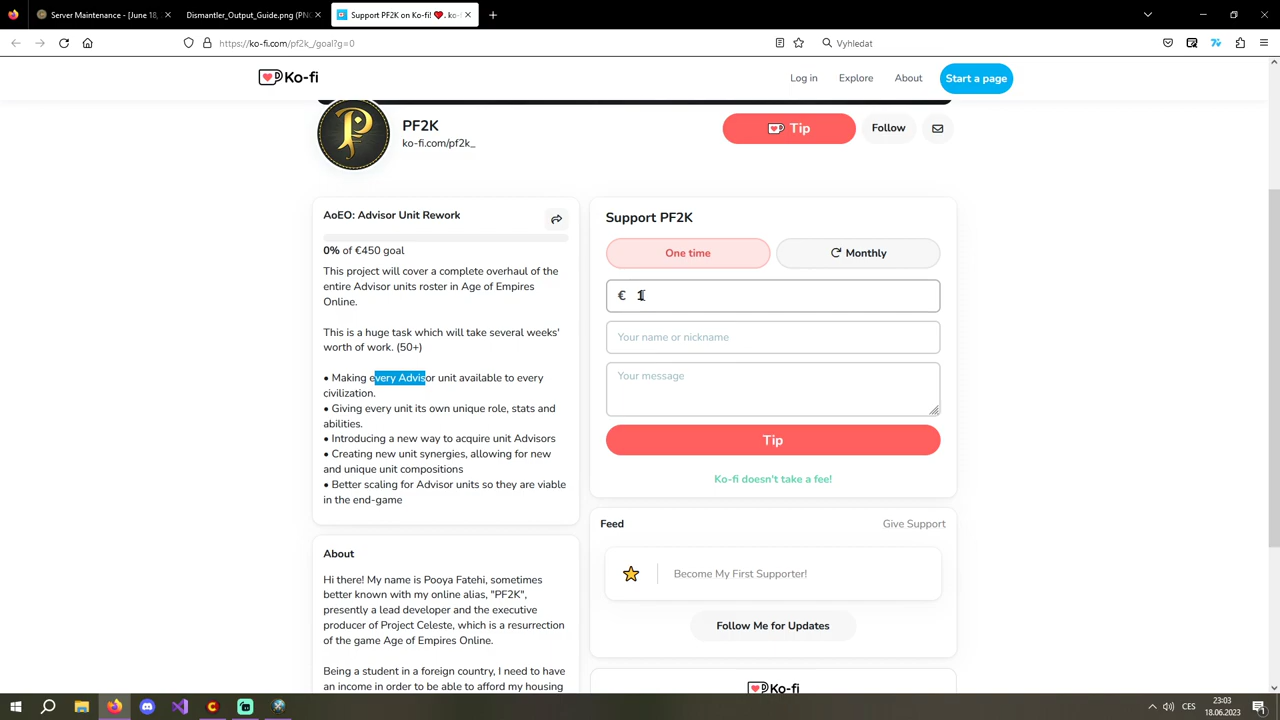 Server Maintenance - [June 18,
Dismantler_Output_Guide.png (PNG
Support PF2K on Ko-fi! ❤️. ko-
https://ko-fi.com/pf2k_/goal?g=0
Vyhledat
Ko-fi
Log in
Explore
About
Start a page
PF2K
ko-fi.com/pf2k_
Tip
Follow
AoEO: Advisor Unit Rework
0% of €450 goal
This project will cover a complete overhaul of the
entire Advisor units roster in Age of Empires
Online.
This is a huge task which will take several weeks'
worth of work. (50+)
• Making every Advisor unit available to every
civilization.
• Giving every unit its own unique role, stats and
abilities.
• Introducing a new way to acquire unit Advisors
• Creating new unit synergies, allowing for new
and unique unit compositions
• Better scaling for Advisor units so they are viable
in the end-game
About
Hi there! My name is Pooya Fatehi, sometimes
better known with my online alias, "PF2K",
presently a lead developer and the executive
producer of Project Celeste, which is a resurrection
of the game Age of Empires Online.
Being a student in a foreign country, I need to have
an income in order to be able to afford my housing
Support PF2K
One time
Monthly
€ 1
Your name or nickname
Your message
Tip
Ko-fi doesn't take a fee!
Feed
Give Support
Become My First Supporter!
Follow Me for Updates
Ko-fi
CES
23:03
18.06.2023